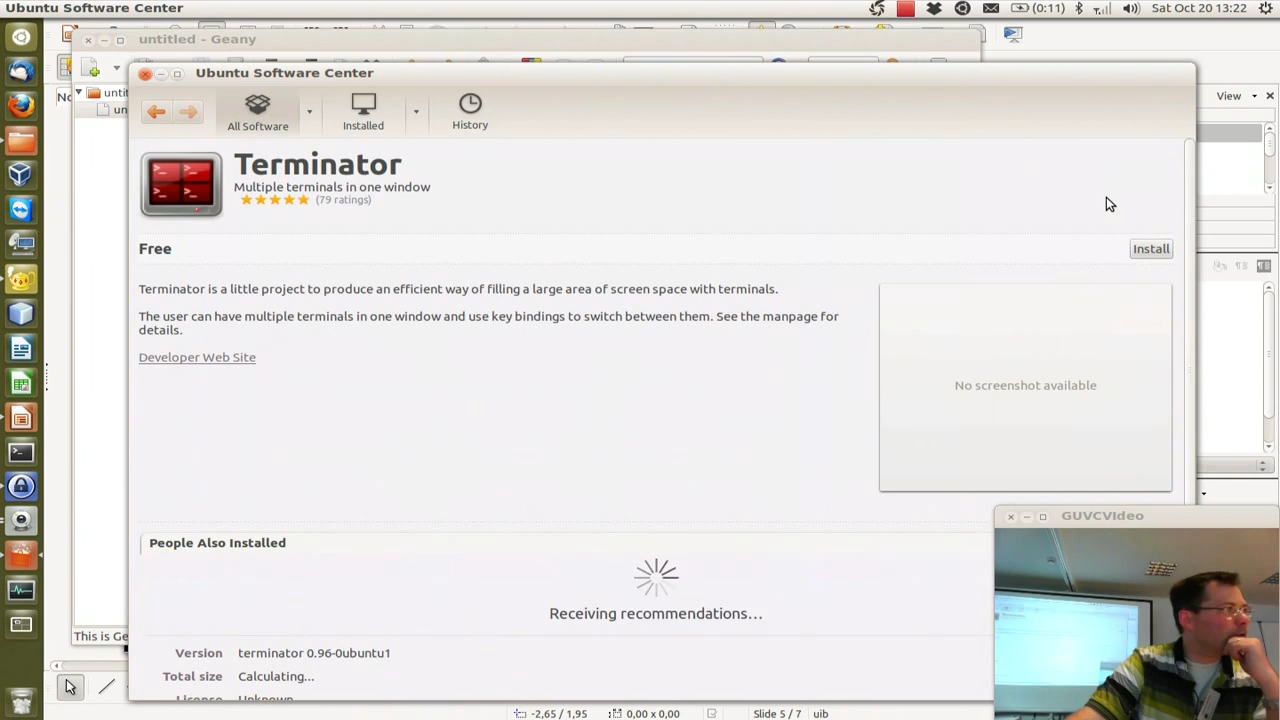 Ubuntu Software Center
(0:11)
Sat Oct 20 13:22
untitled - Geany
Ubuntu Software Center
All Software
Installed
History
View
Terminator
Multiple terminals in one window
(79 ratings)
Free
Install
Terminator is a little project to produce an efficient way of filling a large area of screen space with terminals.
The user can have multiple terminals in one window and use key bindings to switch between them. See the manpage for
details.
Developer Web Site
No screenshot available
People Also Installed
GUVCVIdeo
Receiving recommendations…
This is Ge
Version
terminator 0.96-0ubuntu1
Total size
Calculating...
License
Unknown
-2,65 / 1,95
0,00 x 0,00
Slide 5 / 7
uib